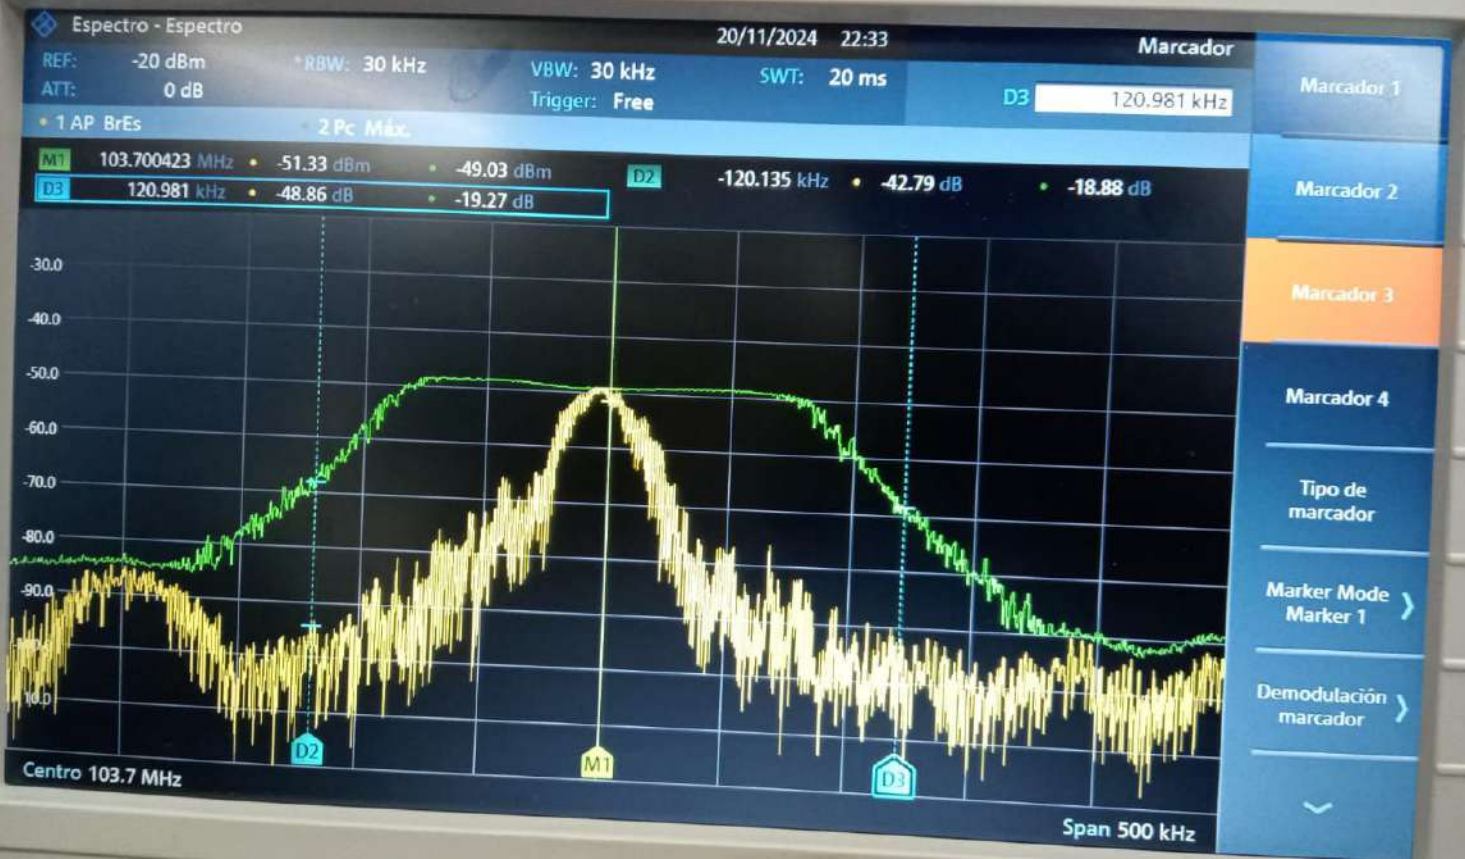 Espectro - Espectro
20/11/2024 22:33
Marcador
REF: -20 dBm
*RBW: 30 kHz
VBW: 30 kHz
SWT: 20 ms
ATT: 0 dB
Trigger: Free
D3 120.981 kHz
1 AP BrEs
2 Pc Máx.
M1 103.700423 MHz -51.33 dBm -49.03 dBm
D2 -120.135 kHz -42.79 dB -18.88 dB
D3 120.981 kHz -48.86 dB -19.27 dB
-30.0
-40.0
-50.0
-60.0
-70.0
-80.0
-90.0
D2
M1
D3
Centro 103.7 MHz
Span 500 kHz
Marcador 1
Marcador 2
Marcador 3
Marcador 4
Tipo de
marcador
Marker Mode
Marker 1
Demodulación
marcador